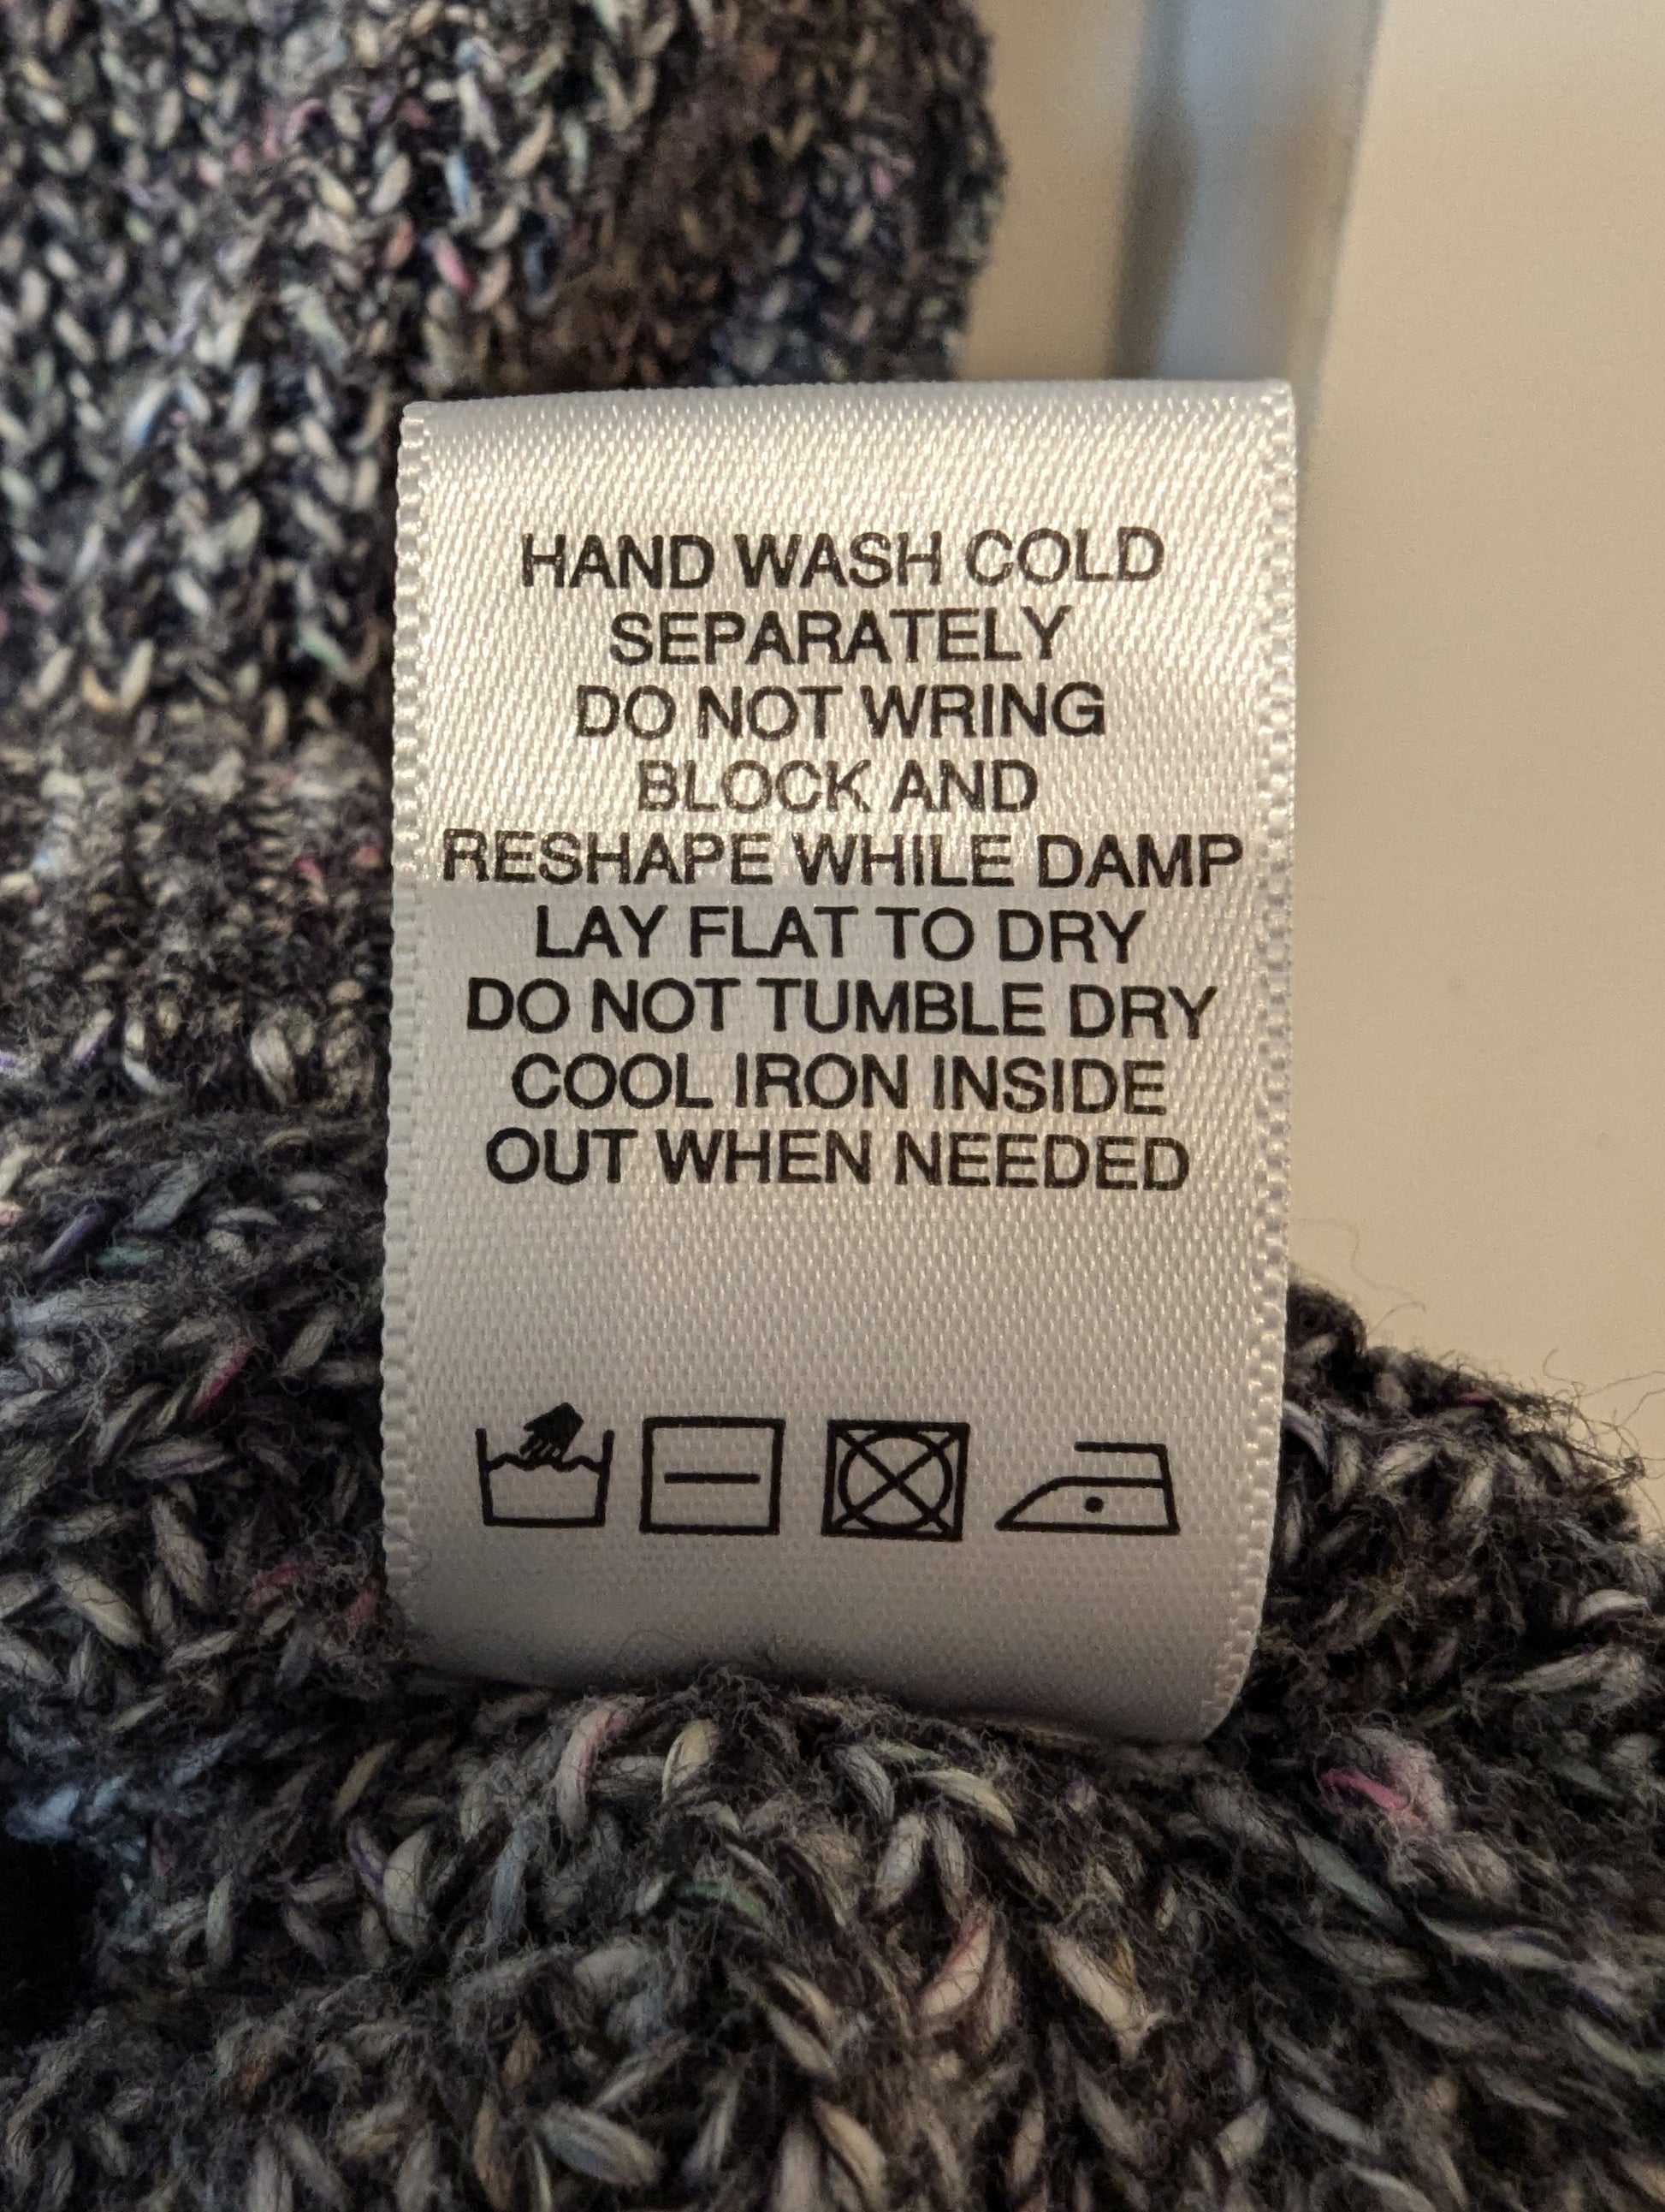 HAND WASH COLD
SEPARATELY
DO NOT WRING
BLOCK AND
RESHAPE WHILE DAMP
LAY FLAT TO DRY
DO NOT TUMBLE DRY
COOL IRON INSIDE
OUT WHEN NEEDED